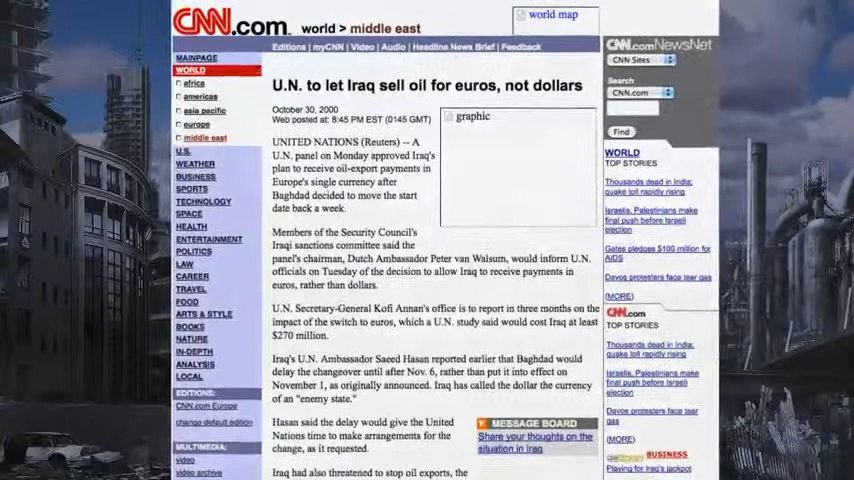 CNN.com
world > middle east
world map
Editions | myCNN | Video | Audio | Headline News Brief | Feedback
MAINPAGE
WORLD
africa
americas
asia pacific
europe
middle east
U.S.
WEATHER
BUSINESS
SPORTS
TECHNOLOGY
SPACE
HEALTH
ENTERTAINMENT
POLITICS
LAW
CAREER
TRAVEL
FOOD
ARTS & STYLE
BOOKS
NATURE
IN-DEPTH
ANALYSIS
LOCAL
EDITIONS:
CNN.com Europe
change default edition
MULTIMEDIA:
video
video archive
U.N. to let Iraq sell oil for euros, not dollars
October 30, 2000
Web posted at: 8:45 PM EST (0145 GMT)
graphic
UNITED NATIONS (Reuters) -- A
U.N. panel on Monday approved Iraq's
plan to receive oil-export payments in
Europe's single currency after
Baghdad decided to move the start
date back a week.
Members of the Security Council's
Iraqi sanctions committee said the
panel's chairman, Dutch Ambassador Peter van Walsum, would inform U.N.
officials on Tuesday of the decision to allow Iraq to receive payments in
euros, rather than dollars.
U.N. Secretary-General Kofi Annan's office is to report in three months on the
impact of the switch to euros, which a U.N. study said would cost Iraq at least
$270 million.
Iraq's U.N. Ambassador Saeed Hasan reported earlier that Baghdad would
delay the changeover until after Nov. 6, rather than put it into effect on
November 1, as originally announced. Iraq has called the dollar the currency
of an "enemy state."
Hasan said the delay would give the United
Nations time to make arrangements for the
change, as it requested.
Iraq had also threatened to stop oil exports, the
MESSAGE BOARD
Share your thoughts on the
situation in Iraq
CNN.com NewsNet
CNN Sites
Search
CNN.com
Find
WORLD
TOP STORIES
Thousands dead in India;
quake toll rapidly rising
Israelis, Palestinians make
final push before Israeli
election
Gates pledges $100 million for
AIDS
Davos protesters face tear gas
(MORE)
CNN.com
TOP STORIES
Thousands dead in India;
quake toll rapidly rising
Israelis, Palestinians make
final push before Israeli
election
Davos protesters face tear
gas
(MORE)
BUSINESS
Playing for Iraq's jackpot